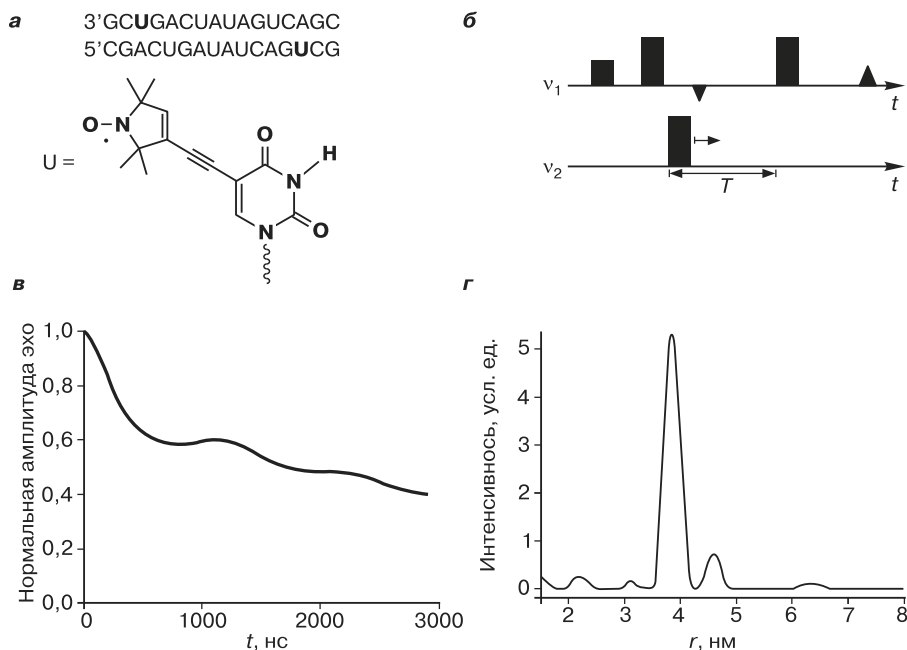 а
3'GCUGACUAUAGUCAGC
5'CGACUGAUAUCAGUCG
U =
O
N
O
N
H
N
O
б
ν1
t
ν2
T
t
в
Нормальная амплитуда эхо
1,0
0,8
0,6
0,4
0,2
0,0
0
1000
2000
3000
t, нс
г
Интенсивнось, усл. ед.
5
4
3
2
1
0
2
3
4
5
6
7
8
r, нм